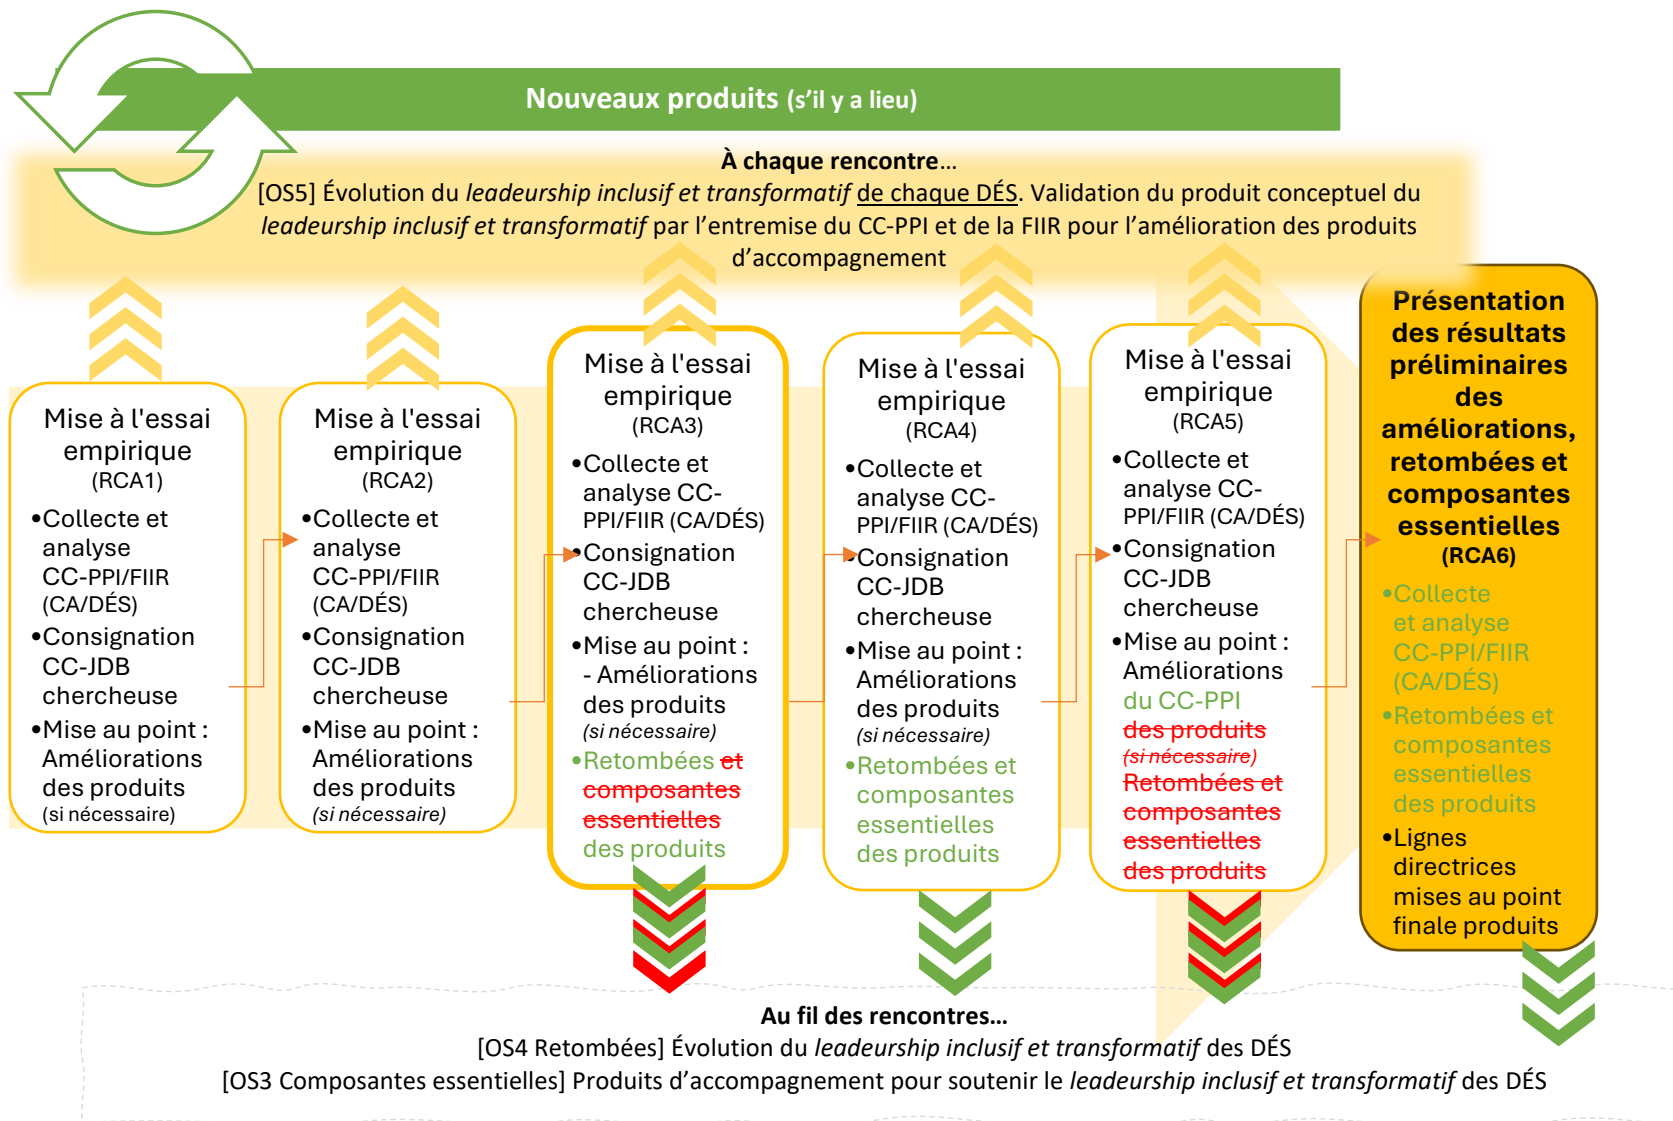 Nouveaux produits (s’il y a lieu)
À chaque rencontre…
[OS5] Évolution du leadeurship inclusif et transformatif de chaque DÉS. Validation du produit conceptuel du
leadeurship inclusif et transformatif par l’entremise du CC-PPI et de la FIIR pour l’amélioration des produits
d’accompagnement
Mise à l'essai
empirique
(RCA1)
•Collecte et
analyse
CC-PPI/FIIR
(CA/DÉS)
•Consignation
CC-JDB
chercheuse
•Mise au point :
Améliorations
des produits
(si nécessaire)
Mise à l'essai
empirique
(RCA2)
•Collecte et
analyse
CC-PPI/FIIR
(CA/DÉS)
•Consignation
CC-JDB
chercheuse
•Mise au point :
Améliorations
des produits
(si nécessaire)
Mise à l'essai
empirique
(RCA3)
•Collecte et
analyse CC-
PPI/FIIR (CA/DÉS)
•Consignation
CC-JDB
chercheuse
•Mise au point :
- Améliorations
des produits
(si nécessaire)
•Retombées et
composantes
essentielles
des produits
Mise à l'essai
empirique
(RCA4)
•Collecte et
analyse CC-
PPI/FIIR (CA/DÉS)
•Consignation
CC-JDB
chercheuse
•Mise au point :
Améliorations
des produits
(si nécessaire)
•Retombées et
composantes
essentielles
des produits
Mise à l'essai
empirique
(RCA5)
•Collecte et
analyse CC-
PPI/FIIR (CA/DÉS)
•Consignation
CC-JDB
chercheuse
•Mise au point :
Améliorations
du CC-PPI
des produits
(si nécessaire)
Retombées et
composantes
essentielles
des produits
Présentation
des résultats
préliminaires
des
améliorations,
retombées et
composantes
essentielles
(RCA6)
•Collecte
et analyse
CC-PPI/FIIR
(CA/DÉS)
•Retombées et
composantes
essentielles
des produits
•Lignes
directrices
mises au point
finale produits
Au fil des rencontres…
[OS4 Retombées] Évolution du leadeurship inclusif et transformatif des DÉS
[OS3 Composantes essentielles] Produits d’accompagnement pour soutenir le leadeurship inclusif et transformatif des DÉS